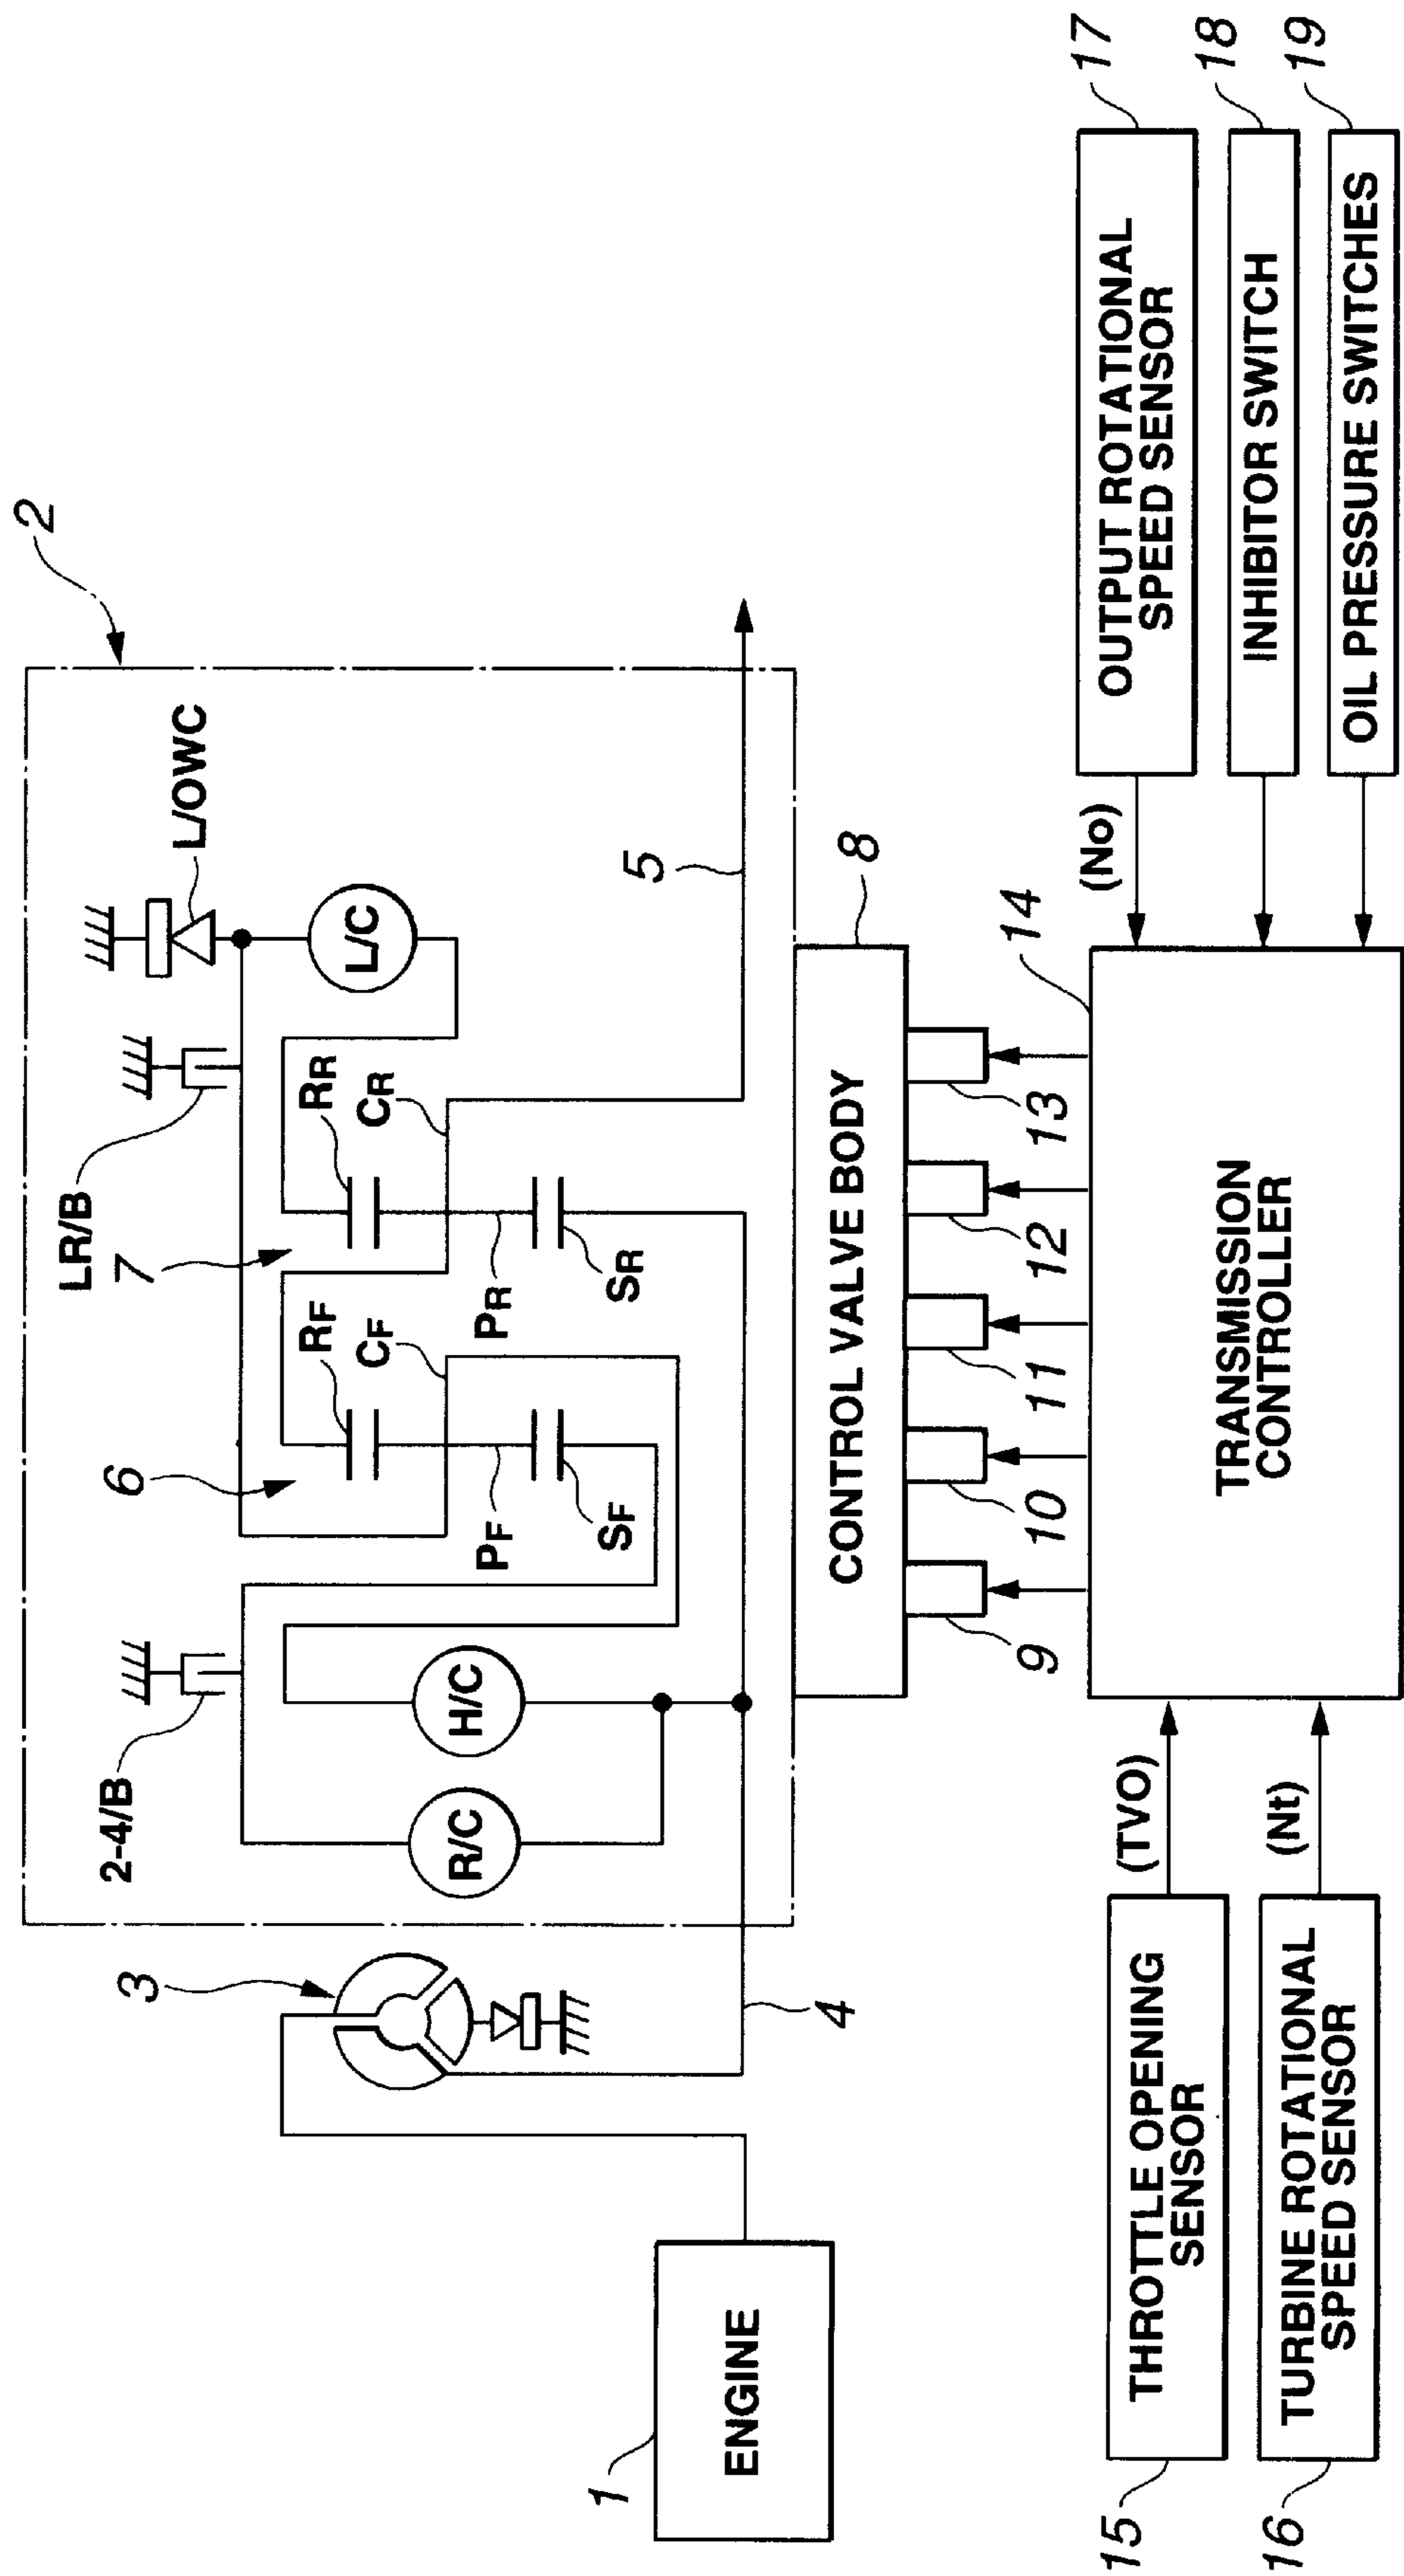 2
L/OWC
LR/B
2-4/B
3
7
6
RR
CR
RF
CF
L/C
H/C
R/C
PR
SR
PF
SF
5
4
1
ENGINE
8
CONTROL VALVE BODY
9
10
11
12
13
14
TRANSMISSION
CONTROLLER
(TVO)
(Nt)
(No)
15
THROTTLE OPENING
SENSOR
16
TURBINE ROTATIONAL
SPEED SENSOR
17
OUTPUT ROTATIONAL
SPEED SENSOR
18
INHIBITOR SWITCH
19
OIL PRESSURE SWITCHES